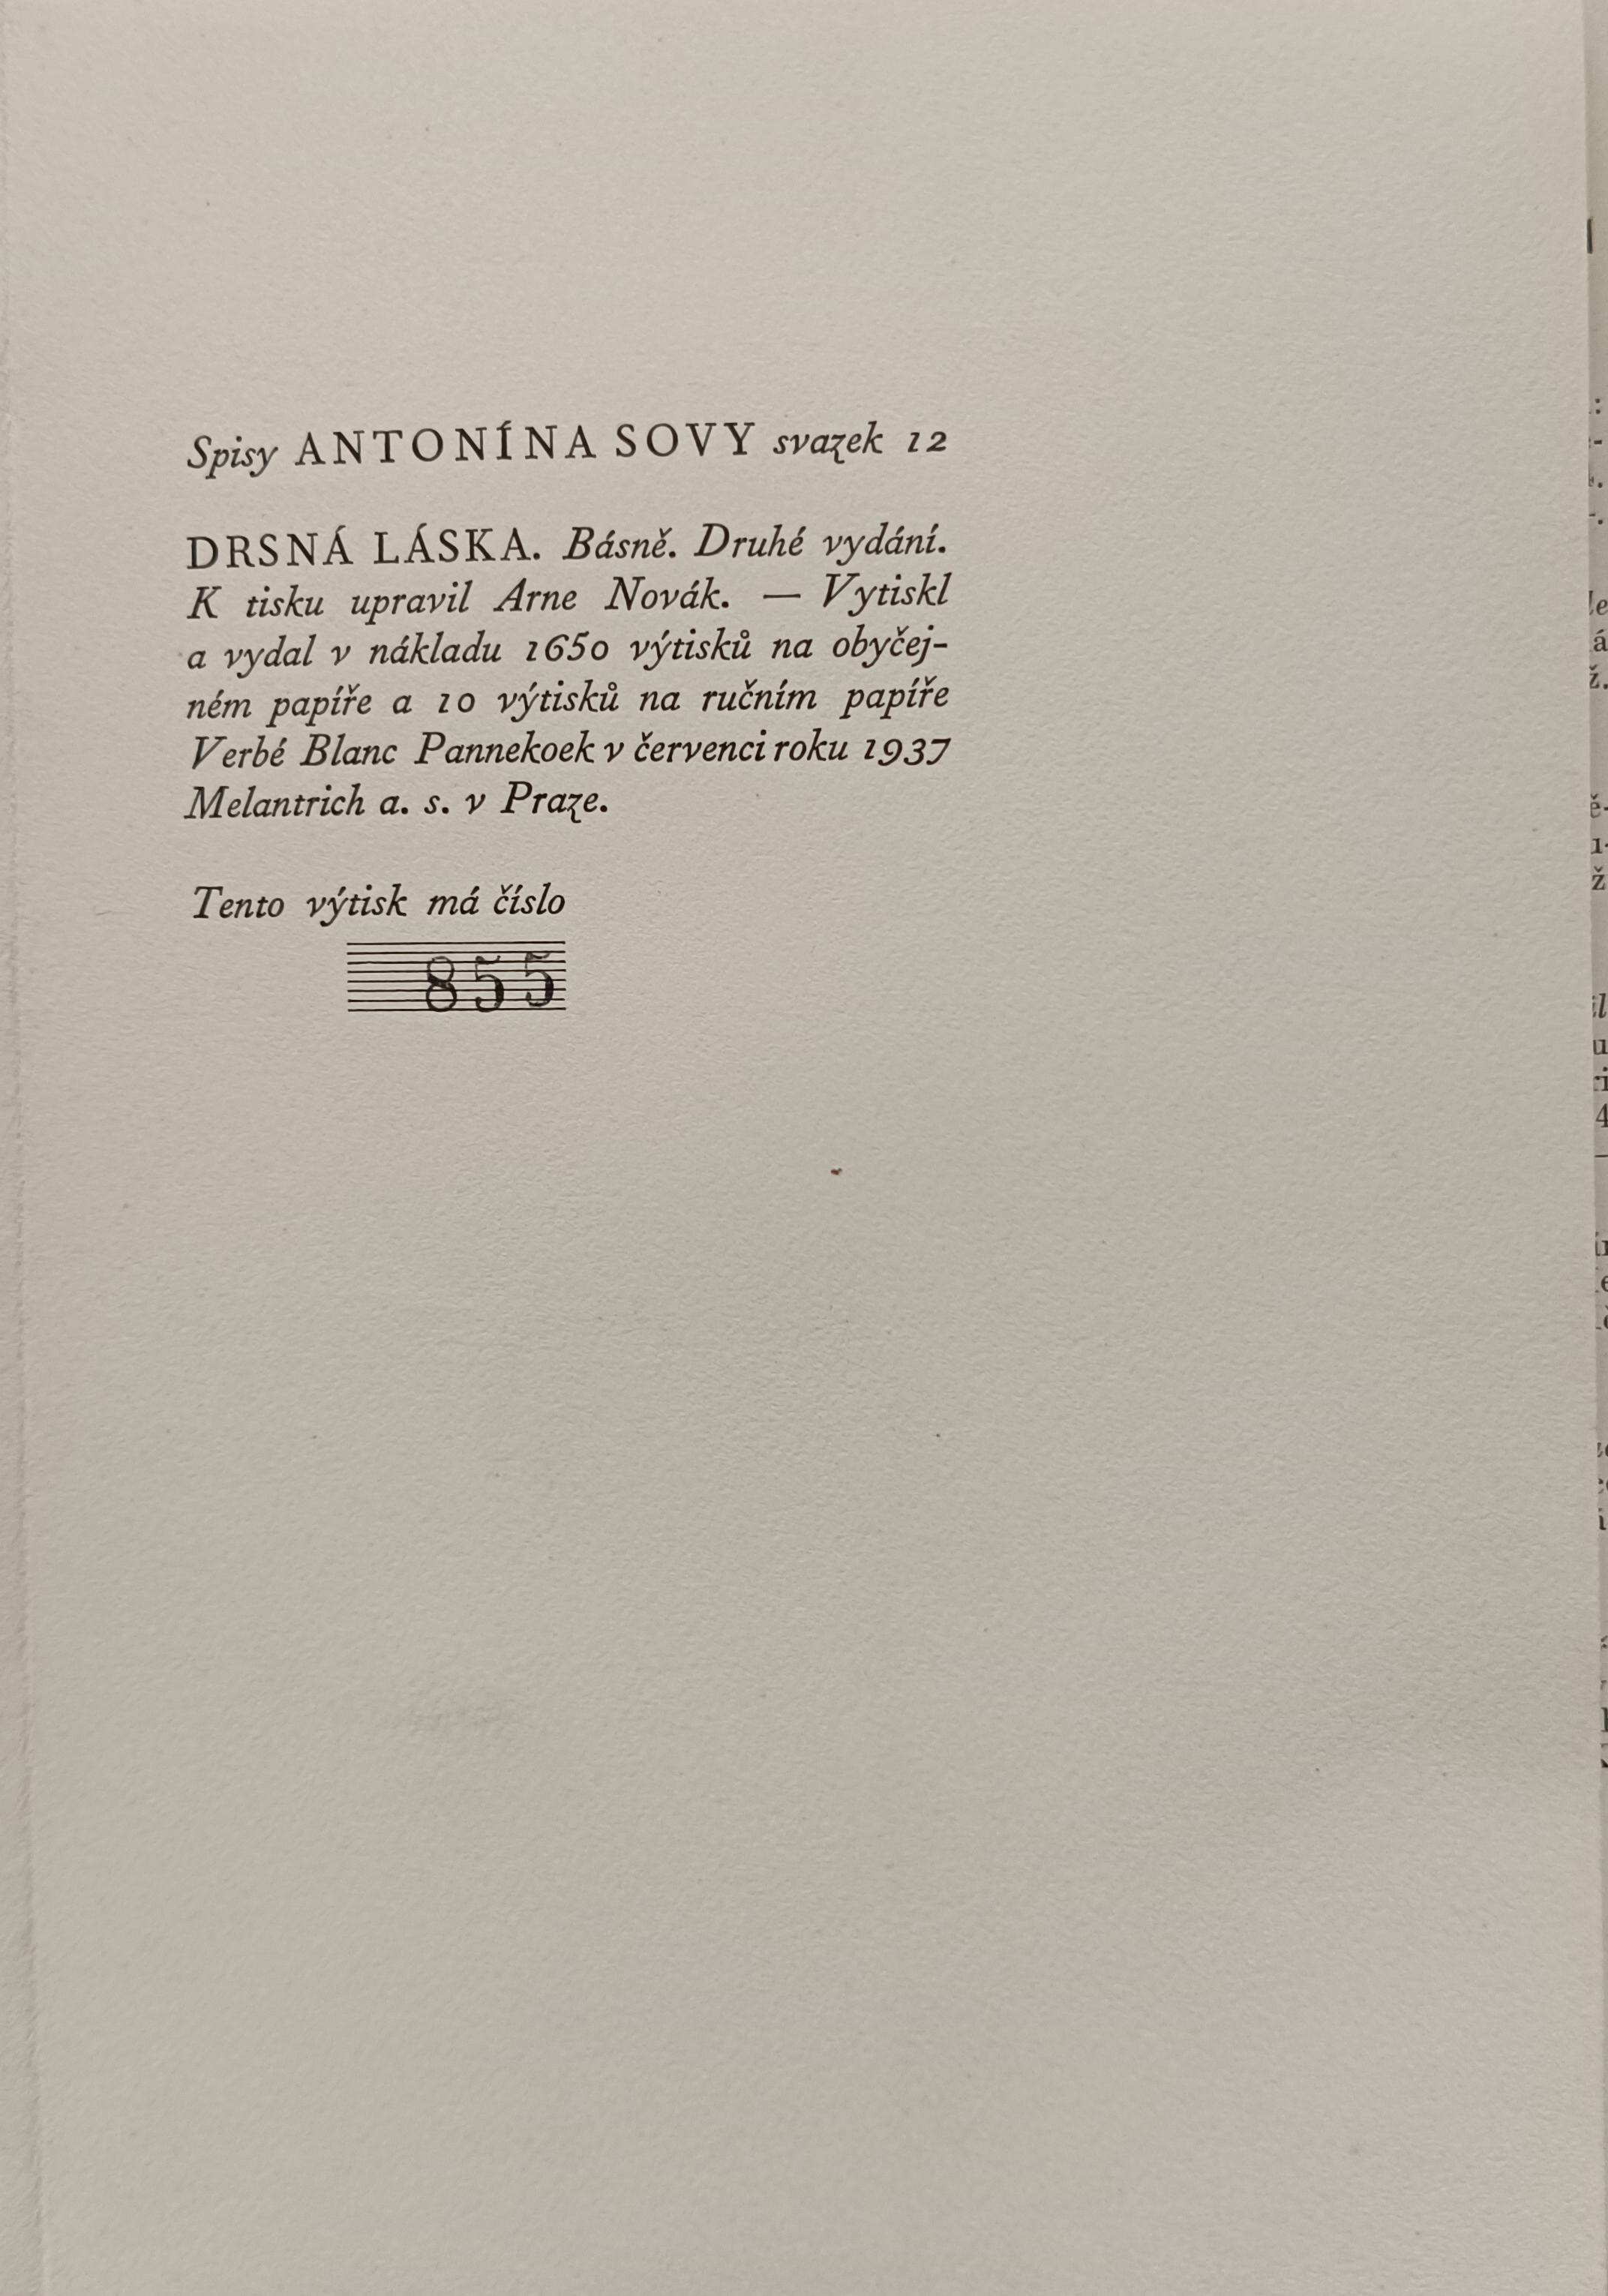 Spisy ANTONÍNA SOVY svazek 12
DRSNÁ LÁSKA. Básně. Druhé vydání.
K tisku upravil Arne Novák. — Vytiskl
a vydal v nákladu 1650 výtisků na obyčej-
ném papíře a 10 výtisků na ručním papíře
Verbé Blanc Pannekoek v červenci roku 1937
Melantrich a. s. v Praze.
Tento výtisk má číslo
855